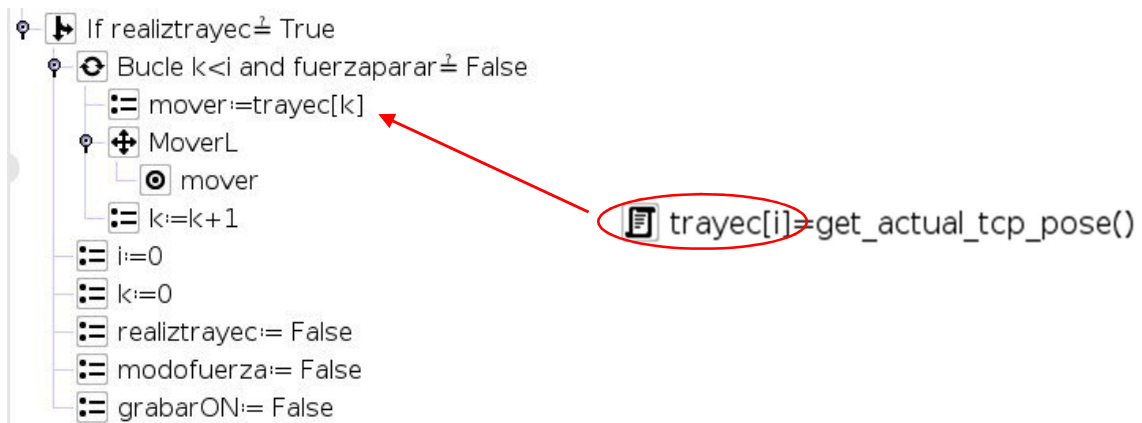 If realiztrayec≟ True
Bucle k<i and fuerzaparar≟ False
mover:=trayec[k]
MoverL
mover
k:=k+1
trayec[i]=get_actual_tcp_pose()
i:=0
k:=0
realiztrayec:= False
modofuerza:= False
grabarON:= False